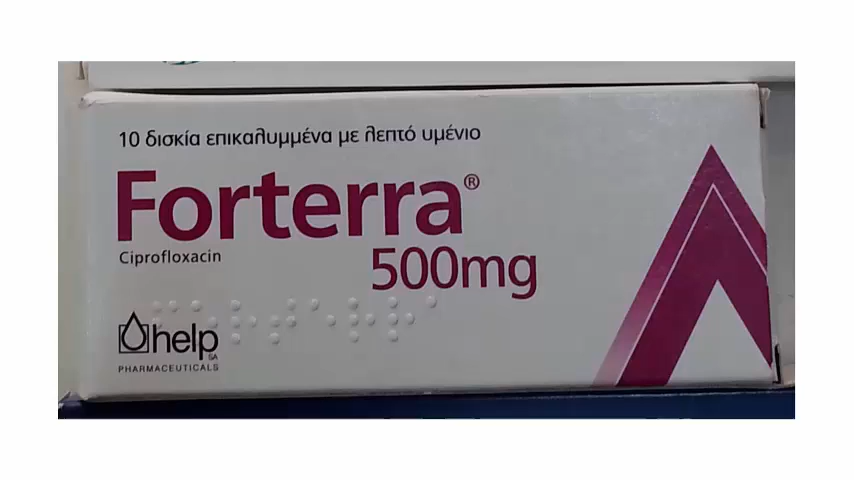 10 δισκία επικαλυμμένα με λεπτό υμένιο
Forterra®
Ciprofloxacin
500mg
help
SA
PHARMACEUTICALS